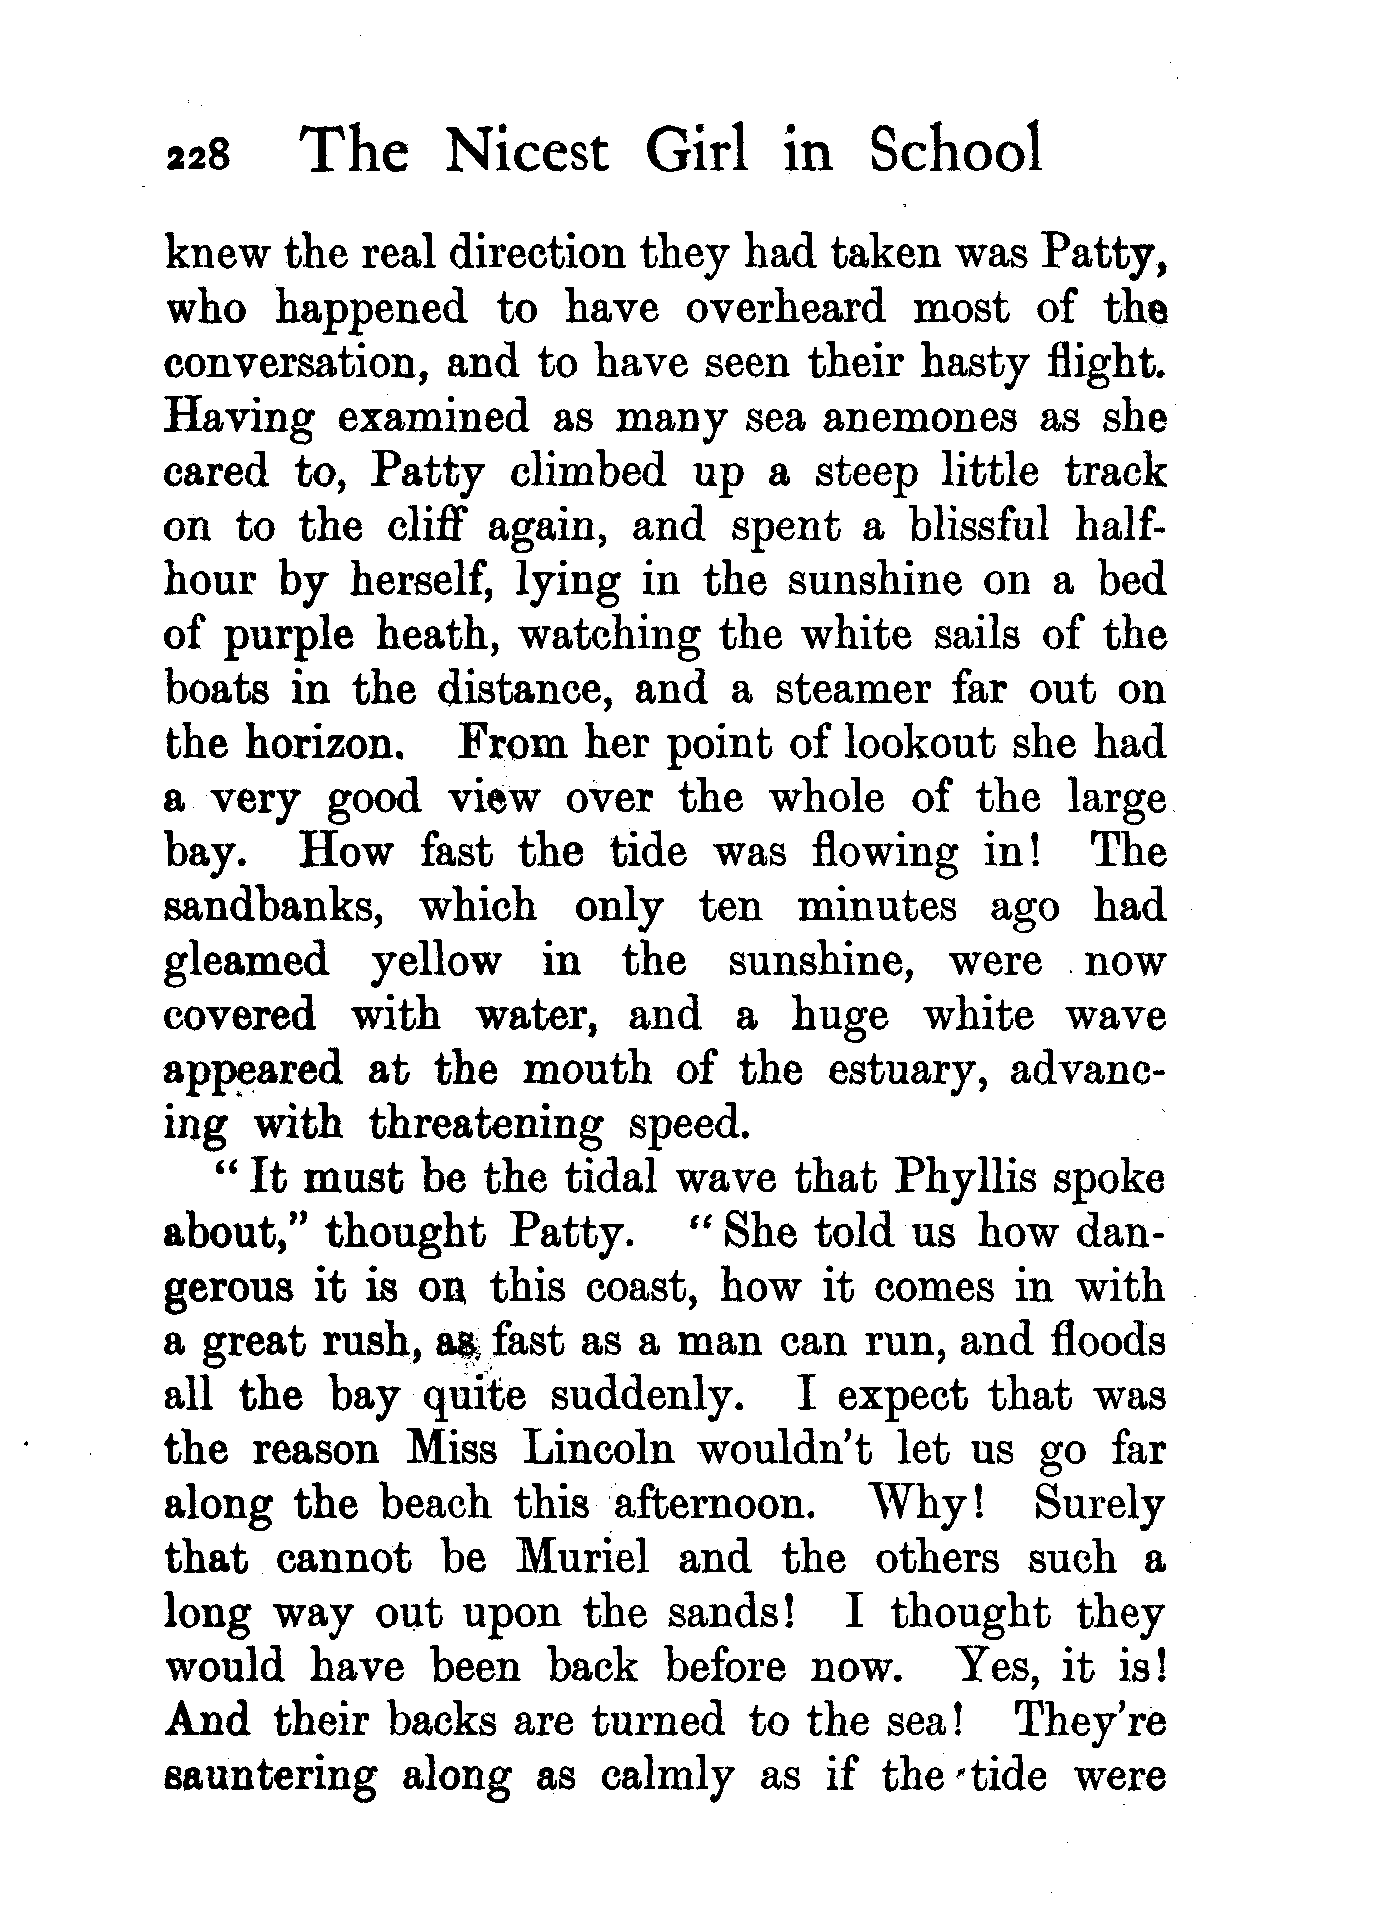 228 The Nicest Girl in School
knew the real direction they had taken was Patty,
who happened to have overheard most of the
conversation, and to have seen their hasty flight.
Having examined as many sea anemones as she
cared to, Patty climbed up a steep little track
on to the cliff again, and spent a blissful half-
hour by herself, lying in the sunshine on a bed
of purple heath, watching the white sails of the
boats in the distance, and a steamer far out on
the horizon. From her point of lookout she had
a very good view over the whole of the large
bay. How fast the tide was flowing in! The
sandbanks, which only ten minutes ago had
gleamed yellow in the sunshine, were now
covered with water, and a huge white wave
appeared at the mouth of the estuary, advanc-
ing with threatening speed.
“It must be the tidal wave that Phyllis spoke
about,” thought Patty. “She told us how dan-
gerous it is on this coast, how it comes in with
a great rush, as fast as a man can run, and floods
all the bay quite suddenly. I expect that was
the reason Miss Lincoln wouldn't let us go far
along the beach this afternoon. Why! Surely
that cannot be Muriel and the others such a
long way out upon the sands! I thought they
would have been back before now. Yes, it is!
And their backs are turned to the sea! They're
sauntering along as calmly as if the tide were